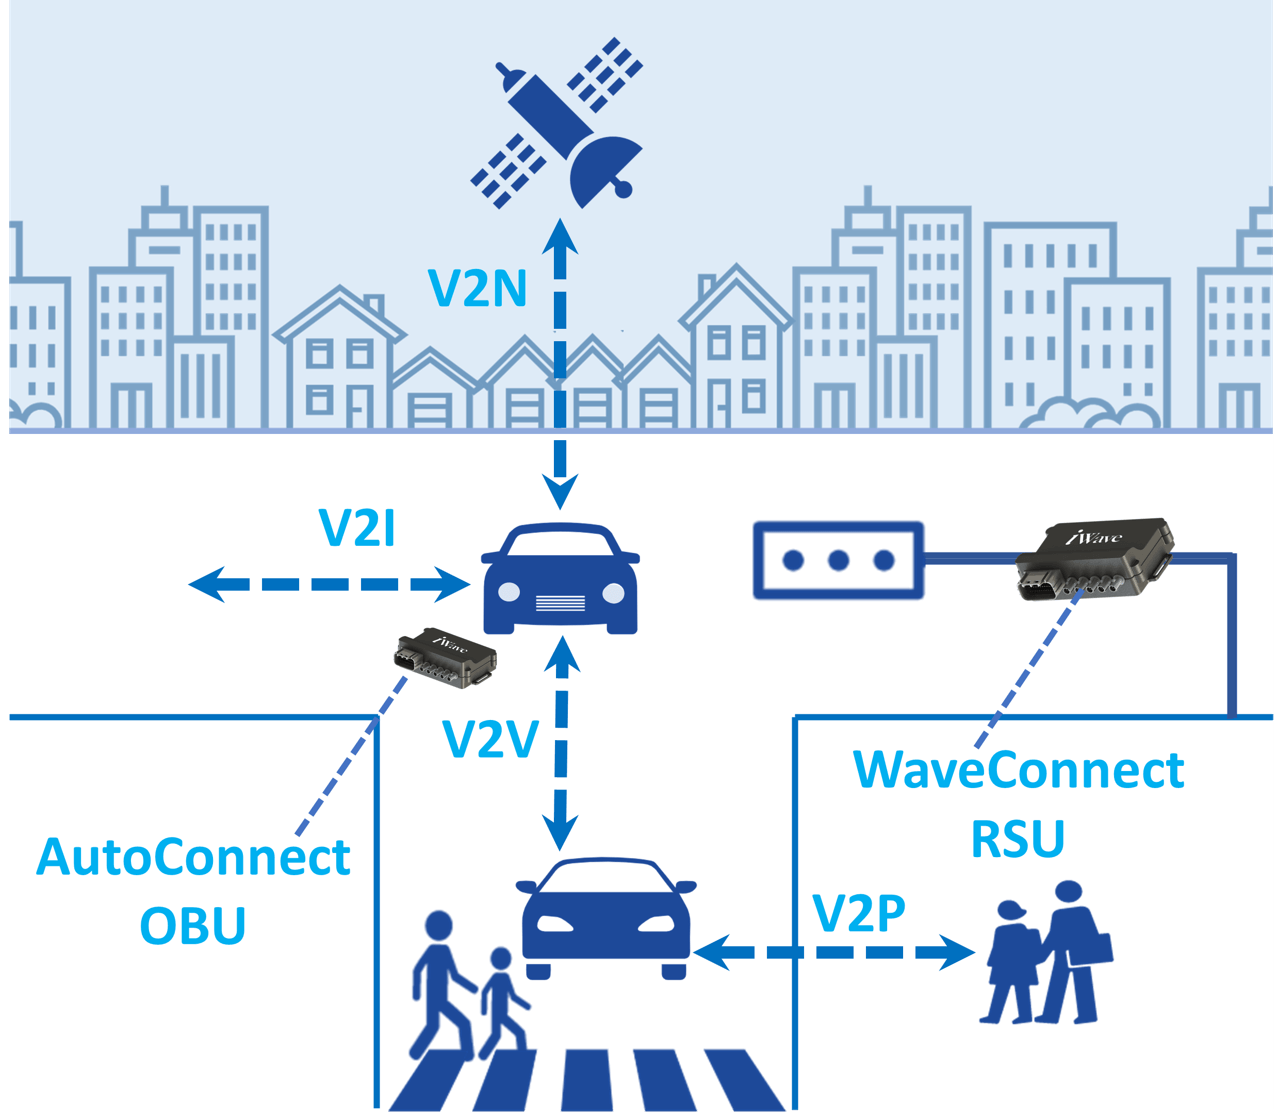 V2N
V2I
iWave
iWave
V2V
WaveConnect
RSU
AutoConnect
OBU
V2P